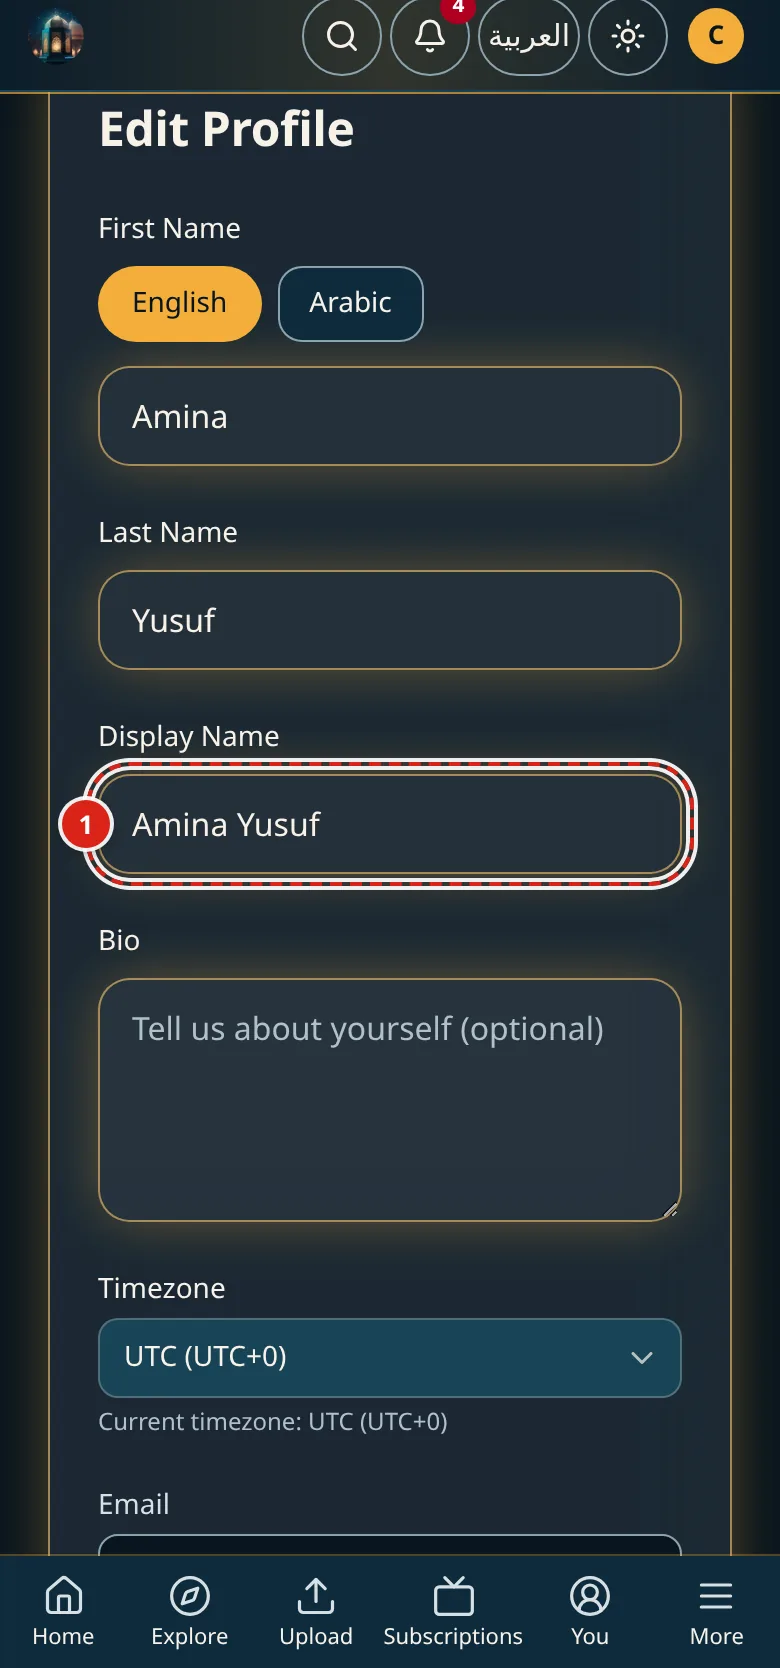 4
العربية
C
Edit Profile
First Name
English
Arabic
Amina
Last Name
Yusuf
Display Name
1
Amina Yusuf
Bio
Tell us about yourself (optional)
Timezone
UTC (UTC+0)
Current timezone: UTC (UTC+0)
Email
Home
Explore
Upload
Subscriptions
You
More